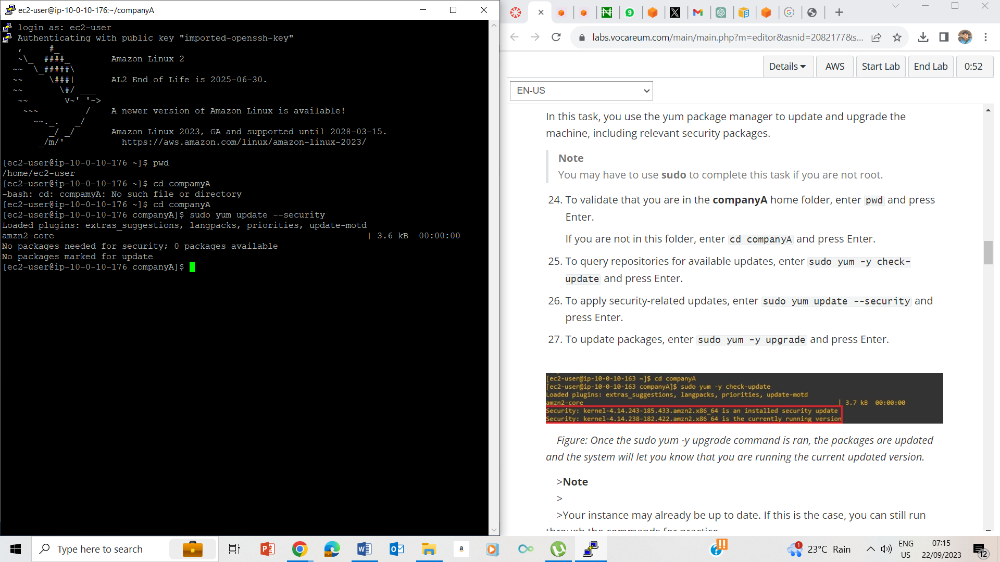 ec2-user@ip-10-0-10-176:~/companyA
login as: ec2-user
Authenticating with public key "imported-openssh-key"
   ,     #_
   ~\_  ####_        Amazon Linux 2
  ~~  \_#####\
  ~~     \###|       AL2 End of Life is 2025-06-30.
  ~~       \#/ ___
   ~~       V~' '->
    ~~~         /    A newer version of Amazon Linux is available!
      ~~._.   _/
         _/ _/       Amazon Linux 2023, GA and supported until 2028-03-15.
       _/m/'           https://aws.amazon.com/linux/amazon-linux-2023/
[ec2-user@ip-10-0-10-176 ~]$ pwd
/home/ec2-user
[ec2-user@ip-10-0-10-176 ~]$ cd compamyA
-bash: cd: compamyA: No such file or directory
[ec2-user@ip-10-0-10-176 ~]$ cd companyA
[ec2-user@ip-10-0-10-176 companyA]$ sudo yum update --security
Loaded plugins: extras_suggestions, langpacks, priorities, update-motd
amzn2-core | 3.6 kB 00:00:00
No packages needed for security; 0 packages available
No packages marked for update
[ec2-user@ip-10-0-10-176 companyA]$
labs.vocareum.com/main/main.php?m=editor&asnid=2082177&s...
Details AWS Start Lab End Lab 0:52
EN-US
In this task, you use the yum package manager to update and upgrade the
machine, including relevant security packages.
Note
You may have to use sudo to complete this task if you are not root.
24. To validate that you are in the companyA home folder, enter pwd and press
Enter.
If you are not in this folder, enter cd companyA and press Enter.
25. To query repositories for available updates, enter sudo yum -y check-
update and press Enter.
26. To apply security-related updates, enter sudo yum update --security and
press Enter.
27. To update packages, enter sudo yum -y upgrade and press Enter.
[ec2-user@ip-10-0-10-163 ~]$ cd companyA
[ec2-user@ip-10-0-10-163 companyA]$ sudo yum -y check-update
Loaded plugins: extras_suggestions, langpacks, priorities, update-motd
amzn2-core | 3.7 kB 00:00:00
Security: kernel-4.14.243-185.433.amzn2.x86_64 is an installed security update
Security: kernel-4.14.238-182.422.amzn2.x86_64 is the currently running version
Figure: Once the sudo yum -y upgrade command is ran, the packages are updated
and the system will let you know that you are running the current updated version.
>Note
>
>Your instance may already be up to date. If this is the case, you can still run
through the commands for practice.
Type here to search
23°C Rain
ENG
US
07:15
22/09/2023
12